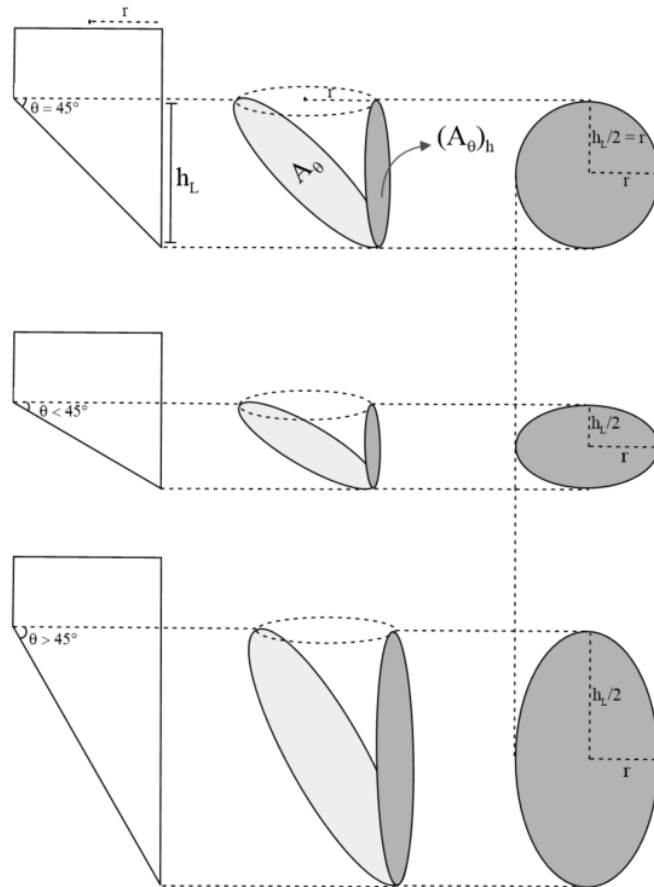 r
θ = 45°
h_L
A_θ
r
(A_θ)_h
h_L/2 = r
r
θ < 45°
h_L/2
r
θ > 45°
h_L/2
r